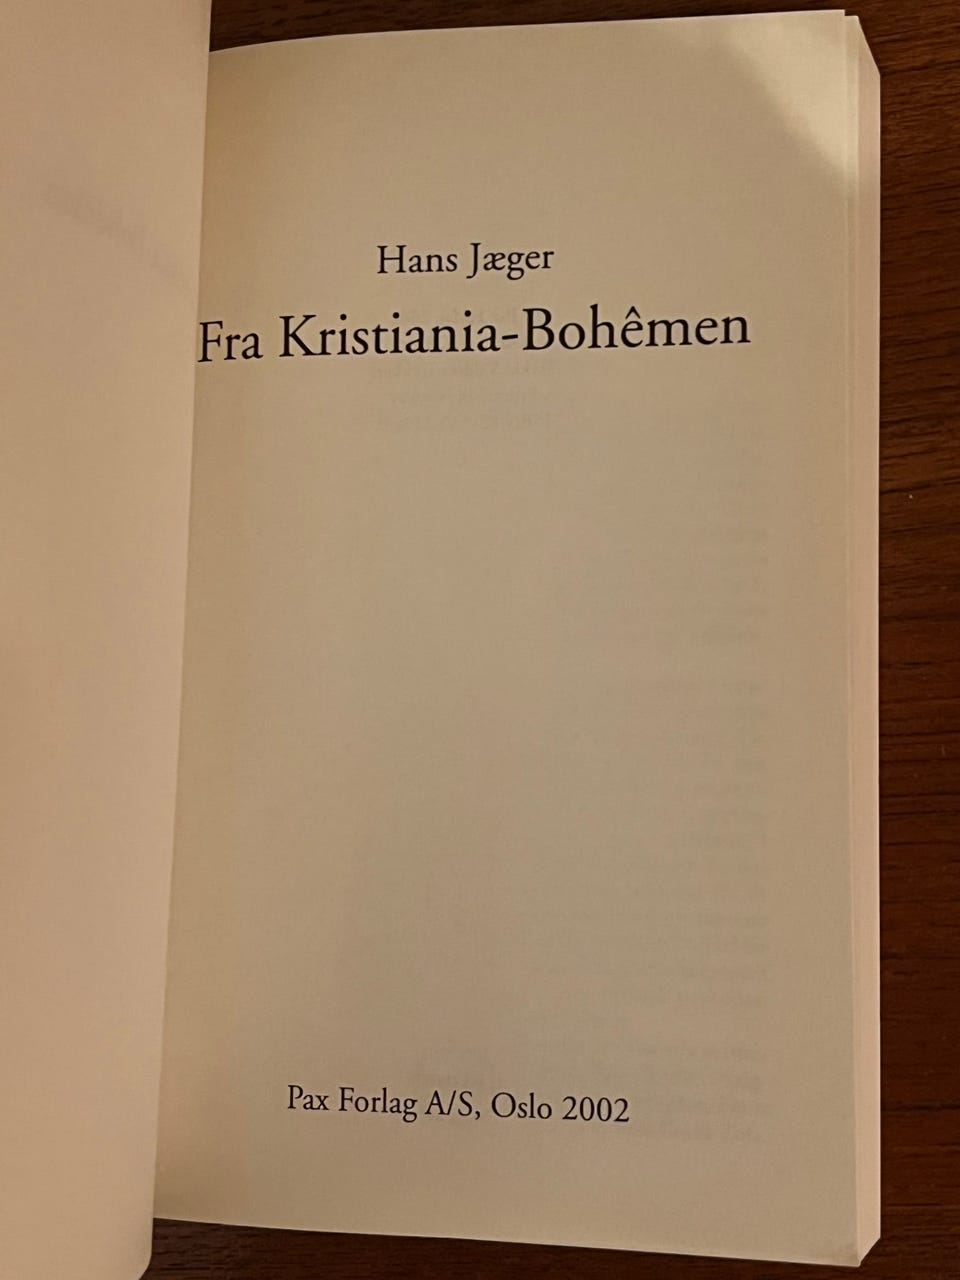 Hans Jæger
Fra Kristiania-Bohêmen
Pax Forlag A/S, Oslo 2002